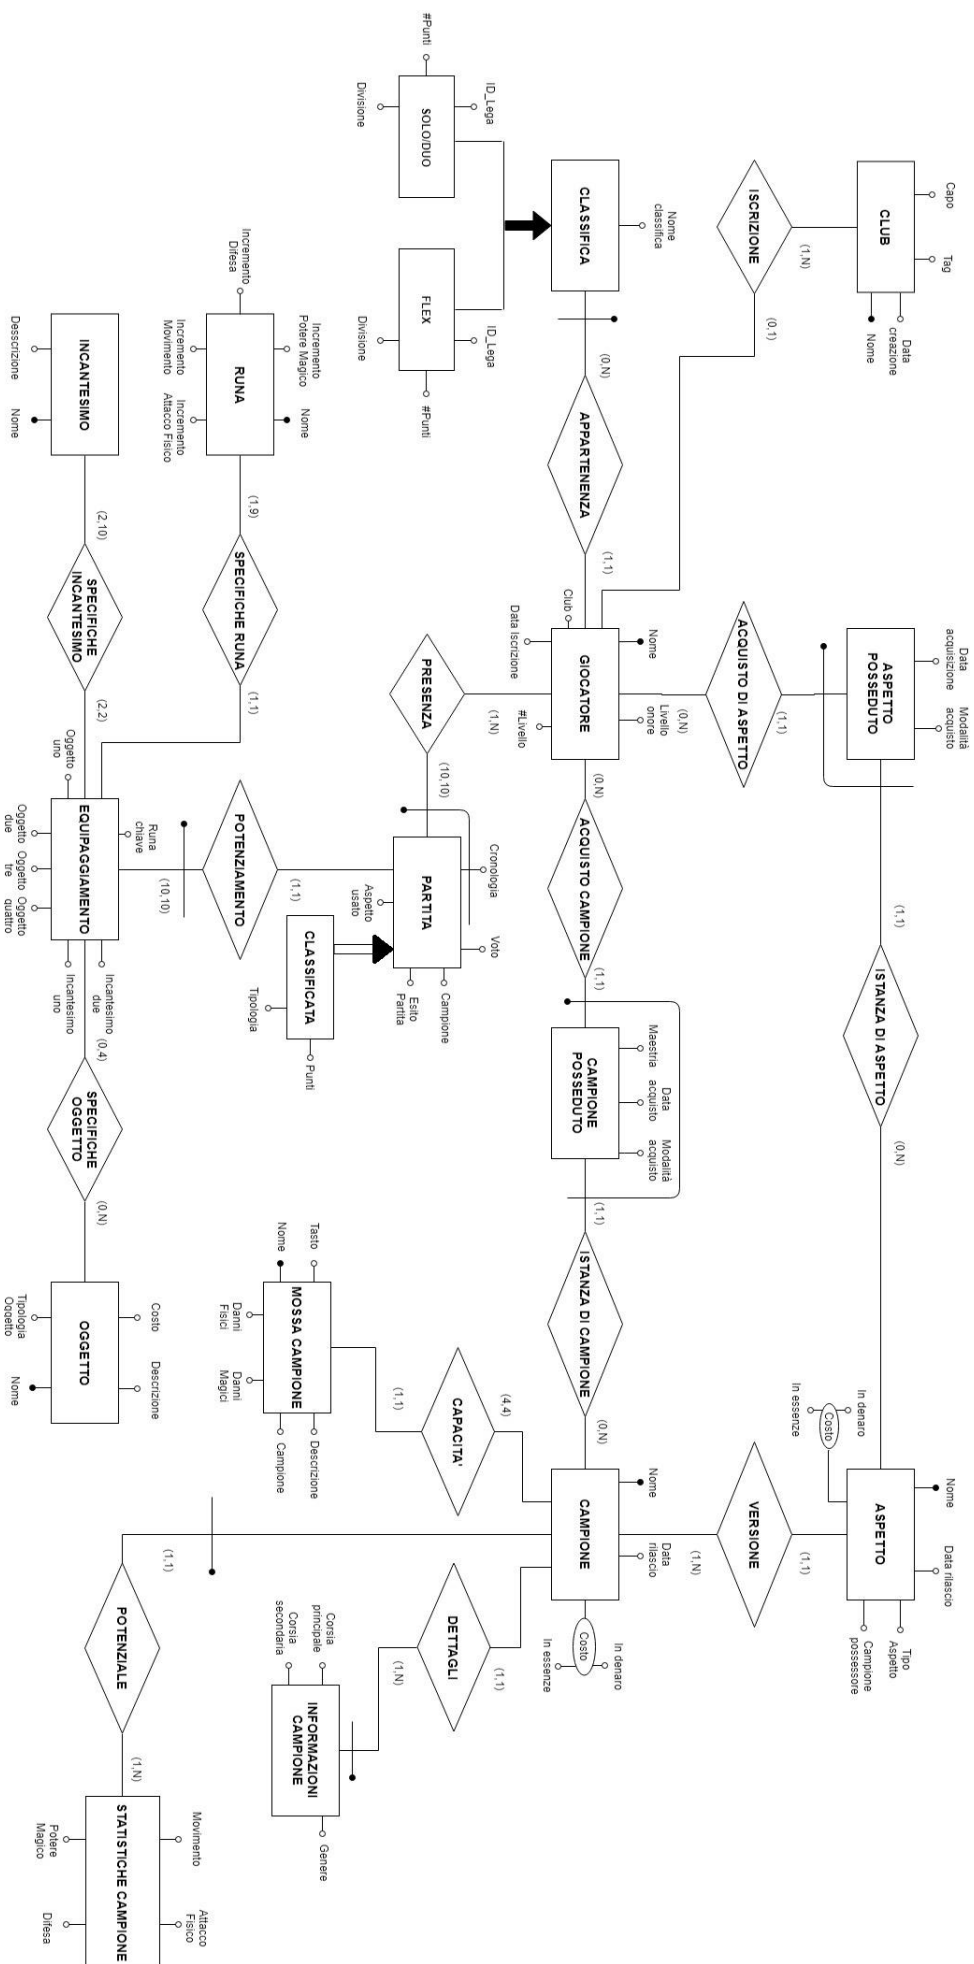 Capo
Tag
CLUB
Data
creazione
Nome
(1,N)
ISCRIZIONE
(0,1)
Data
acquisizione
Modalità
acquisto
ASPETTO
POSSEDUTO
(1,1)
ISTANZA DI ASPETTO
(0,N)
Nome
Data rilascio
ASPETTO
Tipo
Aspetto
Campione
possessore
In denaro
Costo
In essenze
(1,1)
ACQUISTO DI ASPETTO
(0,N)
(1,1)
VERSIONE
(1,N)
Nome
classifica
CLASSIFICA
(0,N)
APPARTENENZA
(1,1)
Nome
Livello
onore
GIOCATORE
Club
Data Iscrizione
#Livello
(0,N)
ACQUISTO CAMPIONE
(1,1)
CAMPIONE
POSSEDUTO
Maestria
Data
acquisto
Modalità
acquisto
(1,1)
ISTANZA DI CAMPIONE
(0,N)
Nome
Data
rilascio
CAMPIONE
Costo
In denaro
In essenze
ID_Lega
SOLO/DUO
#Punti
Divisione
ID_Lega
FLEX
#Punti
Divisione
(1,N)
PRESENZA
(10,10)
Cronologia
Voto
PARTITA
Campione
Esito
Partita
Aspetto
usato
(4,4)
CAPACITA'
(1,1)
(1,1)
DETTAGLI
(1,N)
CLASSIFICATA
Punti
Tipologia
Tasto
Nome
MOSSA CAMPIONE
Descrizione
Campione
Danni
Fisici
Danni
Magici
Corsia
principale
Corsia
secondaria
INFORMAZIONI
CAMPIONE
Genere
Incremento
Difesa
Incremento
Potere Magico
Nome
RUNA
Incremento
Movimento
Incremento
Attacco Fisico
(1,9)
SPECIFICHE RUNA
(1,1)
(1,1)
POTENZIAMENTO
(10,10)
(1,1)
POTENZIALE
(1,N)
Movimento
Attacco
Fisico
STATISTICHE CAMPIONE
Potere
Magico
Difesa
INCANTESIMO
Desscrizione
Nome
(2,10)
SPECIFICHE
INCANTESIMO
(2,2)
Runa
chiave
EQUIPAGGIAMENTO
Oggetto
uno
Oggetto
due
Oggetto
tre
Oggetto
quattro
Incantesimo
due
Incantesimo
uno
(0,4)
SPECIFICHE
OGGETTO
(0,N)
Costo
Descrizione
OGGETTO
Tipologia
Oggetto
Nome